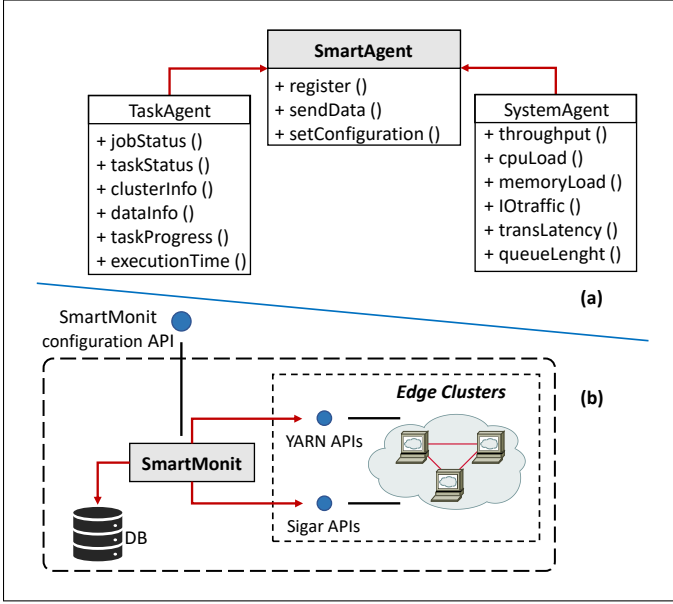 SmartAgent
+ register ()
+ sendData ()
+ setConfiguration ()
TaskAgent
+ jobStatus ()
+ taskStatus ()
+ clusterInfo ()
+ dataInfo ()
+ taskProgress ()
+ executionTime ()
SystemAgent
+ throughput ()
+ cpuLoad ()
+ memoryLoad ()
+ IOtraffic ()
+ transLatency ()
+ queueLenght ()
(a)
SmartMonit
configuration API
(b)
Edge Clusters
YARN APIs
SmartMonit
Sigar APIs
DB